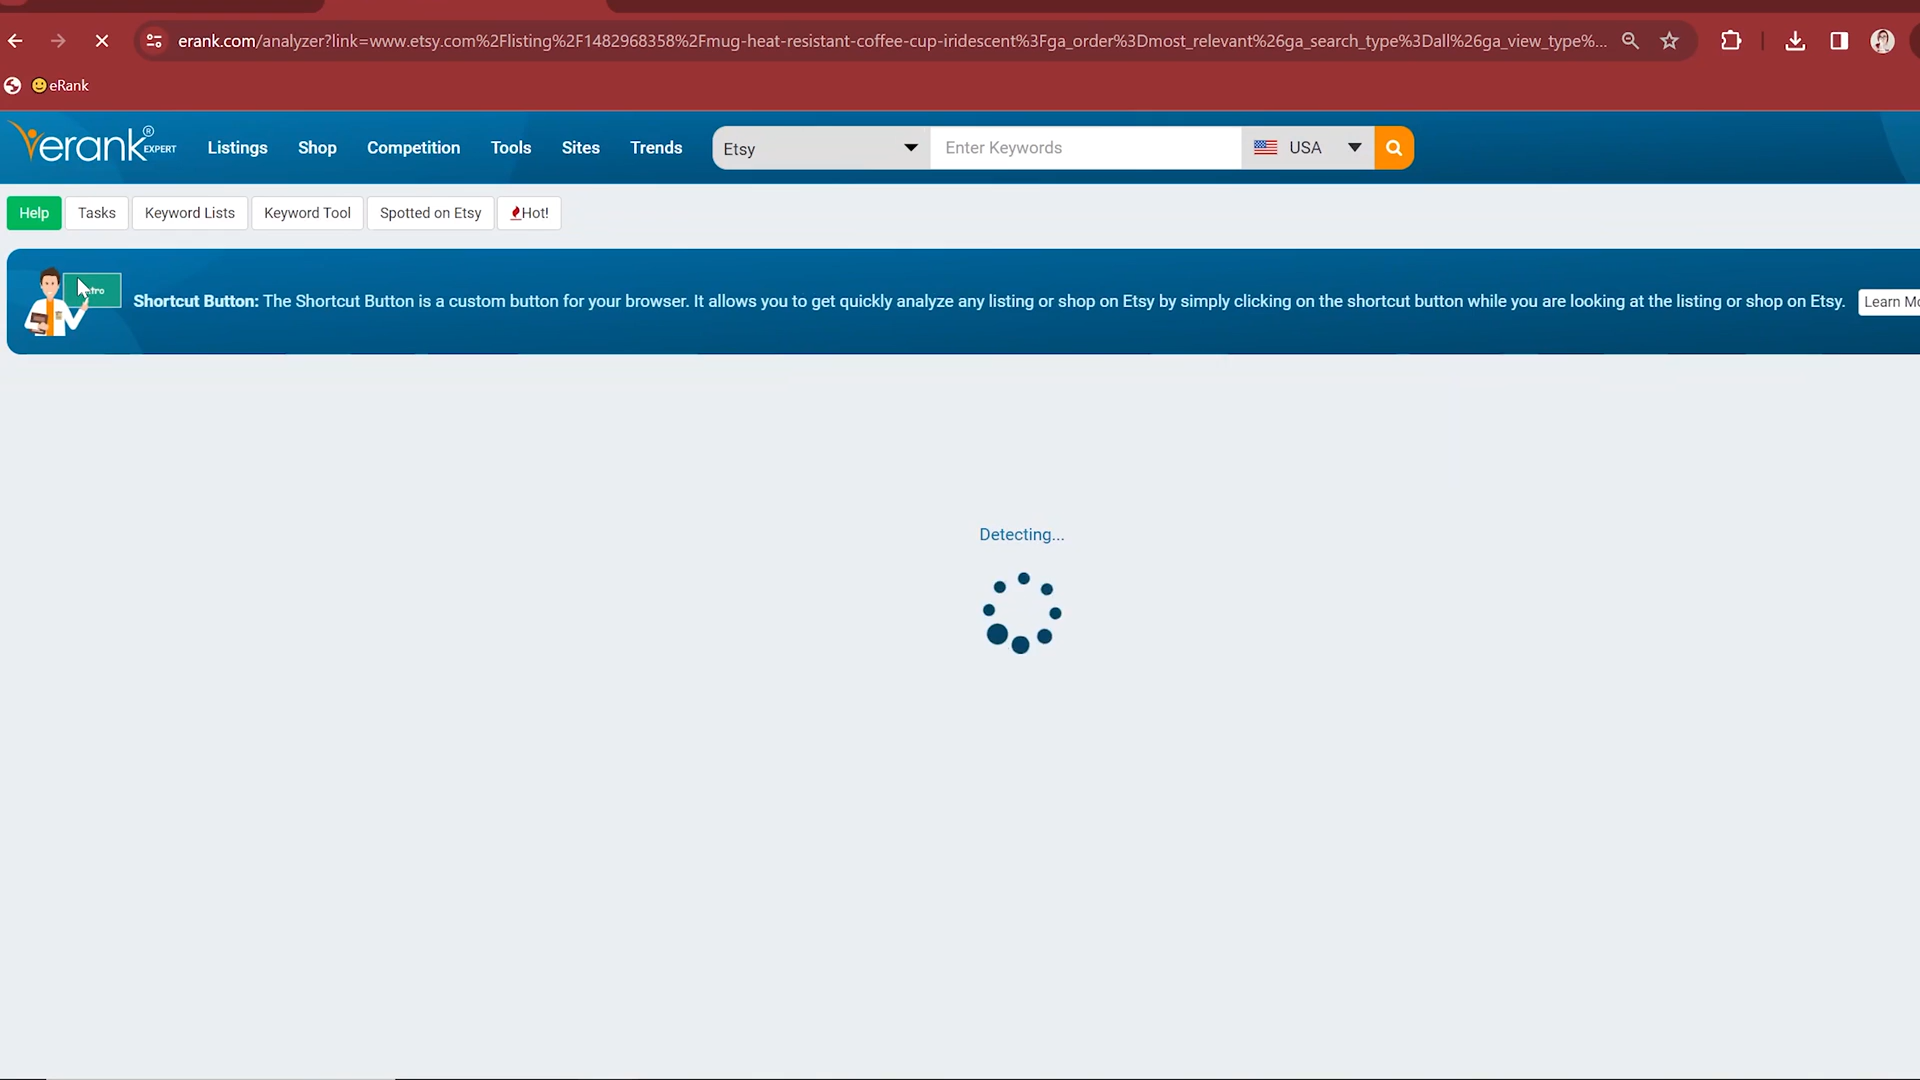 erank.com/analyzer?link=www.etsy.com%2Flisting%2F1482968358%2Fmug-heat-resistant-coffee-cup-iridescent%3Fga_order%3Dmost_relevant%26ga_search_type%3Dall%26ga_view_type%...
eRank
erank® EXPERT Listings Shop Competition Tools Sites Trends Etsy Enter Keywords USA
Help Tasks Keyword Lists Keyword Tool Spotted on Etsy Hot!
Shortcut Button: The Shortcut Button is a custom button for your browser. It allows you to get quickly analyze any listing or shop on Etsy by simply clicking on the shortcut button while you are looking at the listing or shop on Etsy. Learn Mo
Detecting...